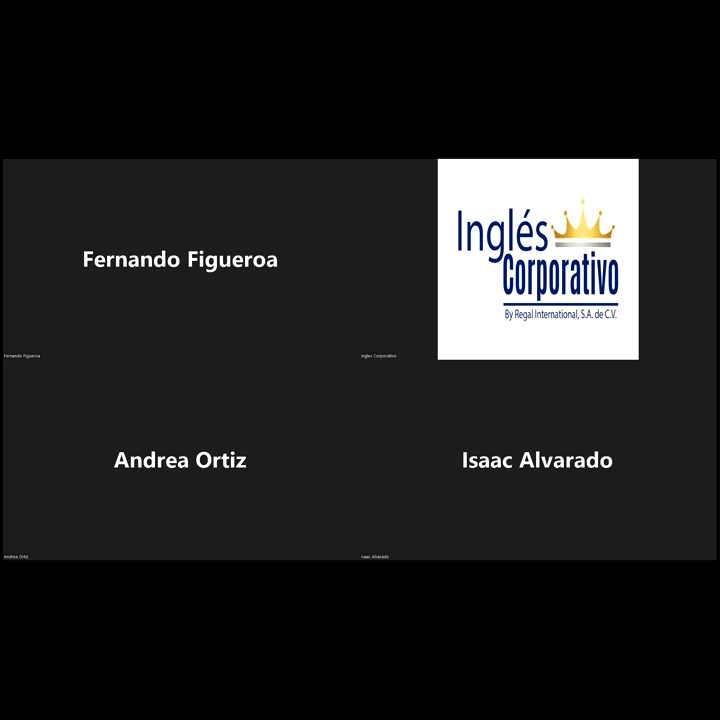 Fernando Figueroa
Inglés
Corporativo
By Regal International, S.A. de C.V.
Fernando Figueroa
Ingles Corporativo
Andrea Ortiz
Isaac Alvarado
Andrea Ortiz
Isaac Alvarado